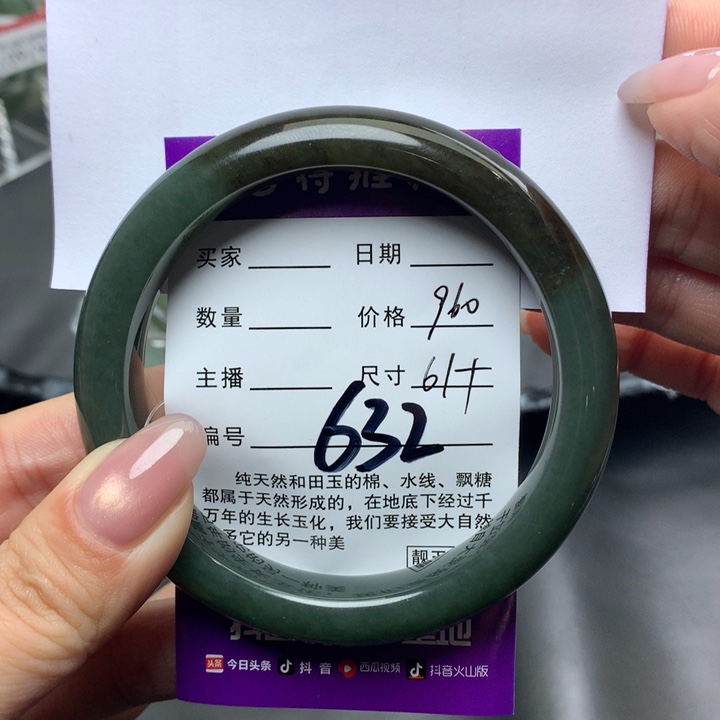 买家 日期
数量 价格 960
主播 尺寸 61+
编号 632
纯天然和田玉的棉、水线、飘糖
都属于天然形成的，在地底下经过千
万年的生长玉化，我们要接受大自然
予它的另一种美
靓
头条 今日头条 抖音 西瓜视频 抖音火山版